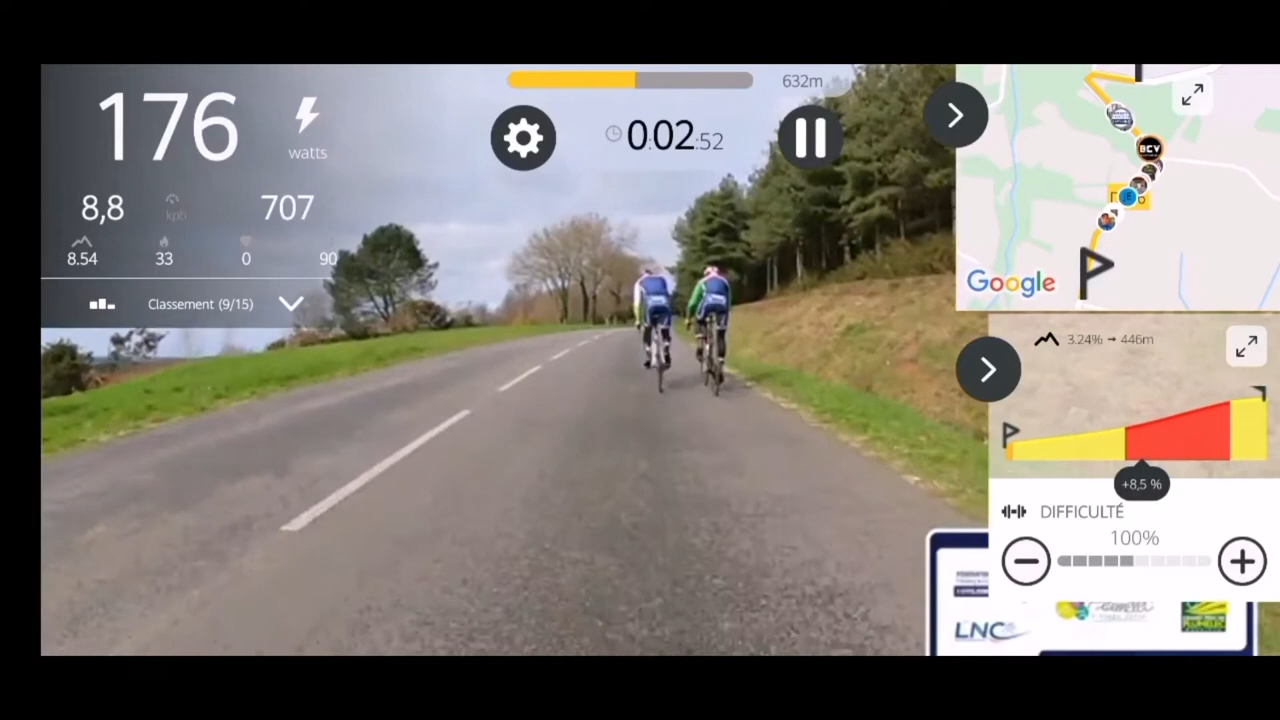 176
watts
8,8 kph 707
8.54 33 0 90
Classement (9/15)
632m
0:02:52
BCV
Google
3.24% → 446m
+8,5 %
DIFFICULTÉ
100%
LNC
PLUMELEC